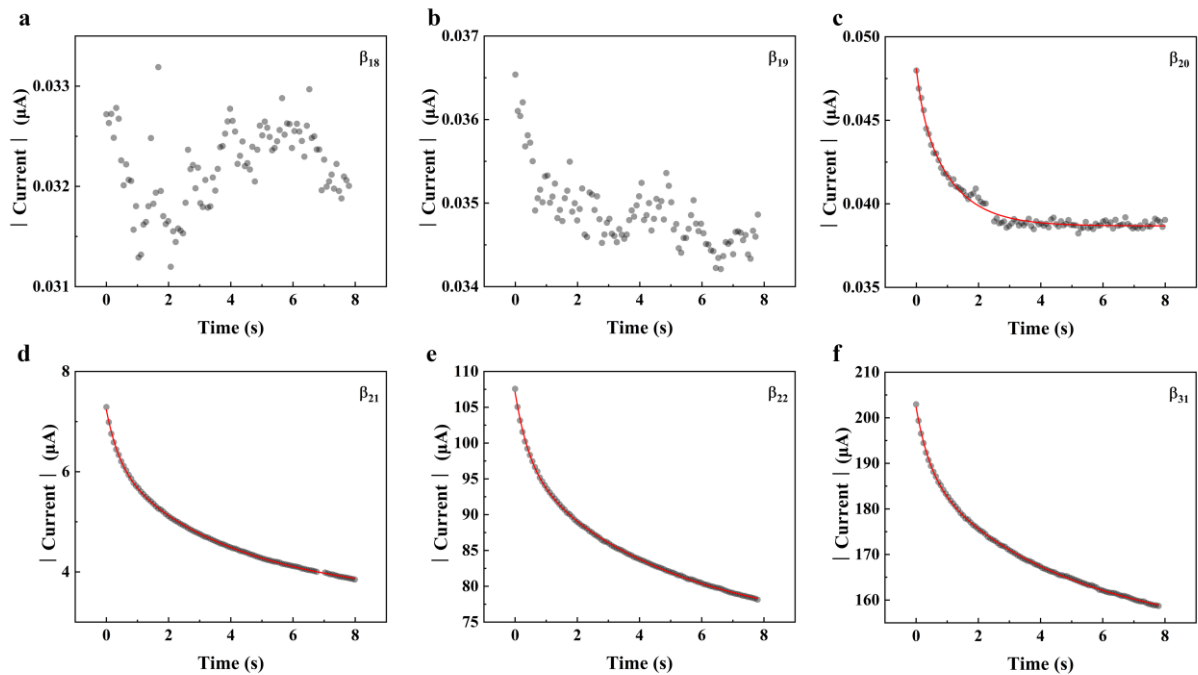 a
β18
| Current | (μA)
0.033
0.032
0.031
0 2 4 6 8
Time (s)
b
β19
| Current | (μA)
0.037
0.036
0.035
0.034
0 2 4 6 8
Time (s)
c
β20
| Current | (μA)
0.050
0.045
0.040
0.035
0 2 4 6 8
Time (s)
d
β21
| Current | (μA)
8
6
4
0 2 4 6 8
Time (s)
e
β22
| Current | (μA)
110
105
100
95
90
85
80
75
0 2 4 6 8
Time (s)
f
β31
| Current | (μA)
210
200
190
180
170
160
0 2 4 6 8
Time (s)